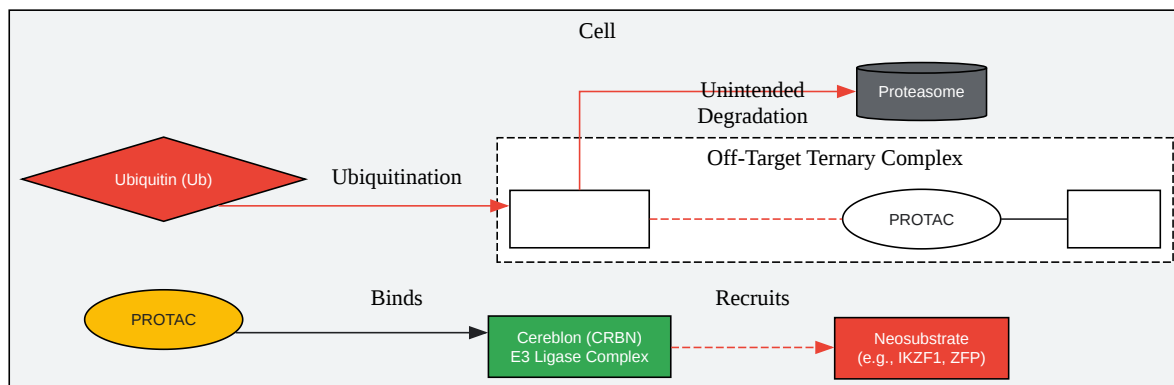 Cell
Unintended
Degradation
Proteasome
Off-Target Ternary Complex
Ubiquitin (Ub)
Ubiquitination
PROTAC
PROTAC
Binds
Cereblon (CRBN)
E3 Ligase Complex
Recruits
Neosubstrate
(e.g., IKZF1, ZFP)